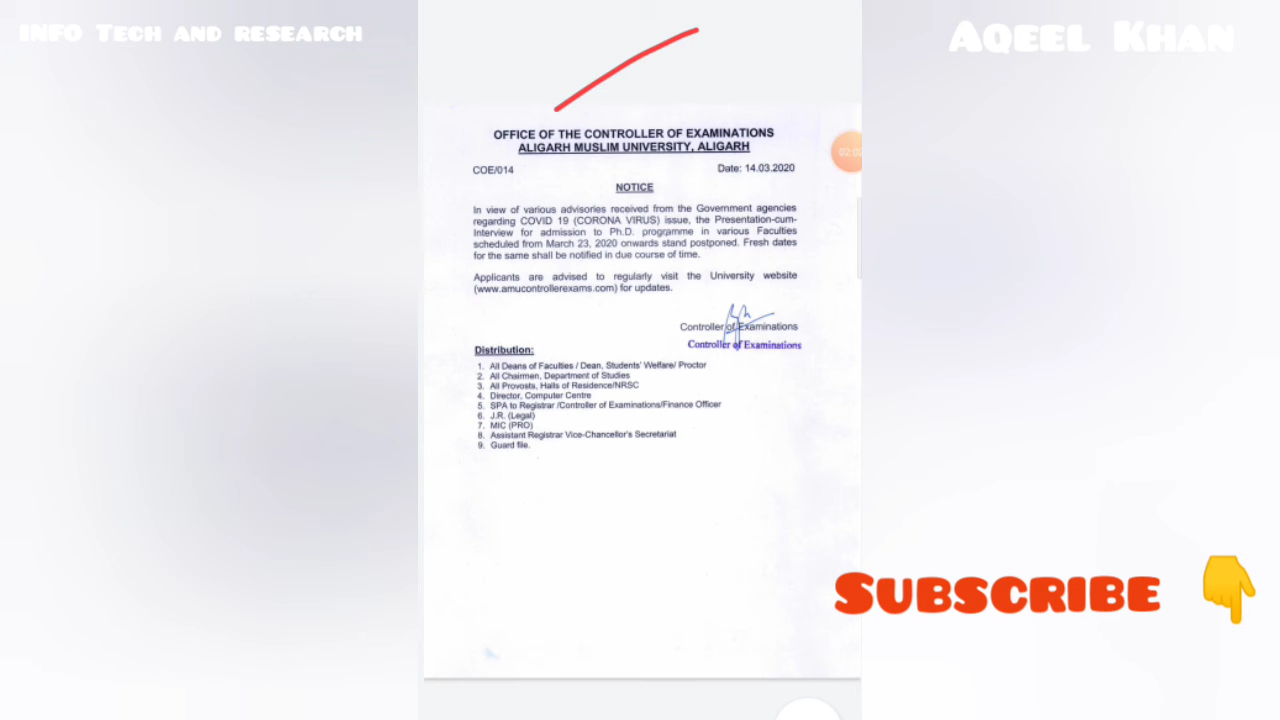 INFO Tech and research
Aqeel Khan
OFFICE OF THE CONTROLLER OF EXAMINATIONS
ALIGARH MUSLIM UNIVERSITY, ALIGARH
COE/014
Date: 14.03.2020
NOTICE
In view of various advisories received from the Government agencies
regarding COVID 19 (CORONA VIRUS) issue, the Presentation-cum-
Interview for admission to Ph.D. programme in various Faculties
scheduled from March 23, 2020 onwards stand postponed. Fresh dates
for the same shall be notified in due course of time.
Applicants are advised to regularly visit the University website
(www.amucontrollerexams.com) for updates.
Controller of Examinations
Controller of Examinations
Distribution:
1. All Deans of Faculties / Dean, Students' Welfare/ Proctor
2. All Chairmen, Department of Studies
3. All Provosts, Halls of Residence/NRSC
4. Director, Computer Centre
5. SPA to Registrar /Controller of Examinations/Finance Officer
6. J.R. (Legal)
7. MIC (PRO)
8. Assistant Registrar Vice-Chancellor's Secretariat
9. Guard file.
Subscribe